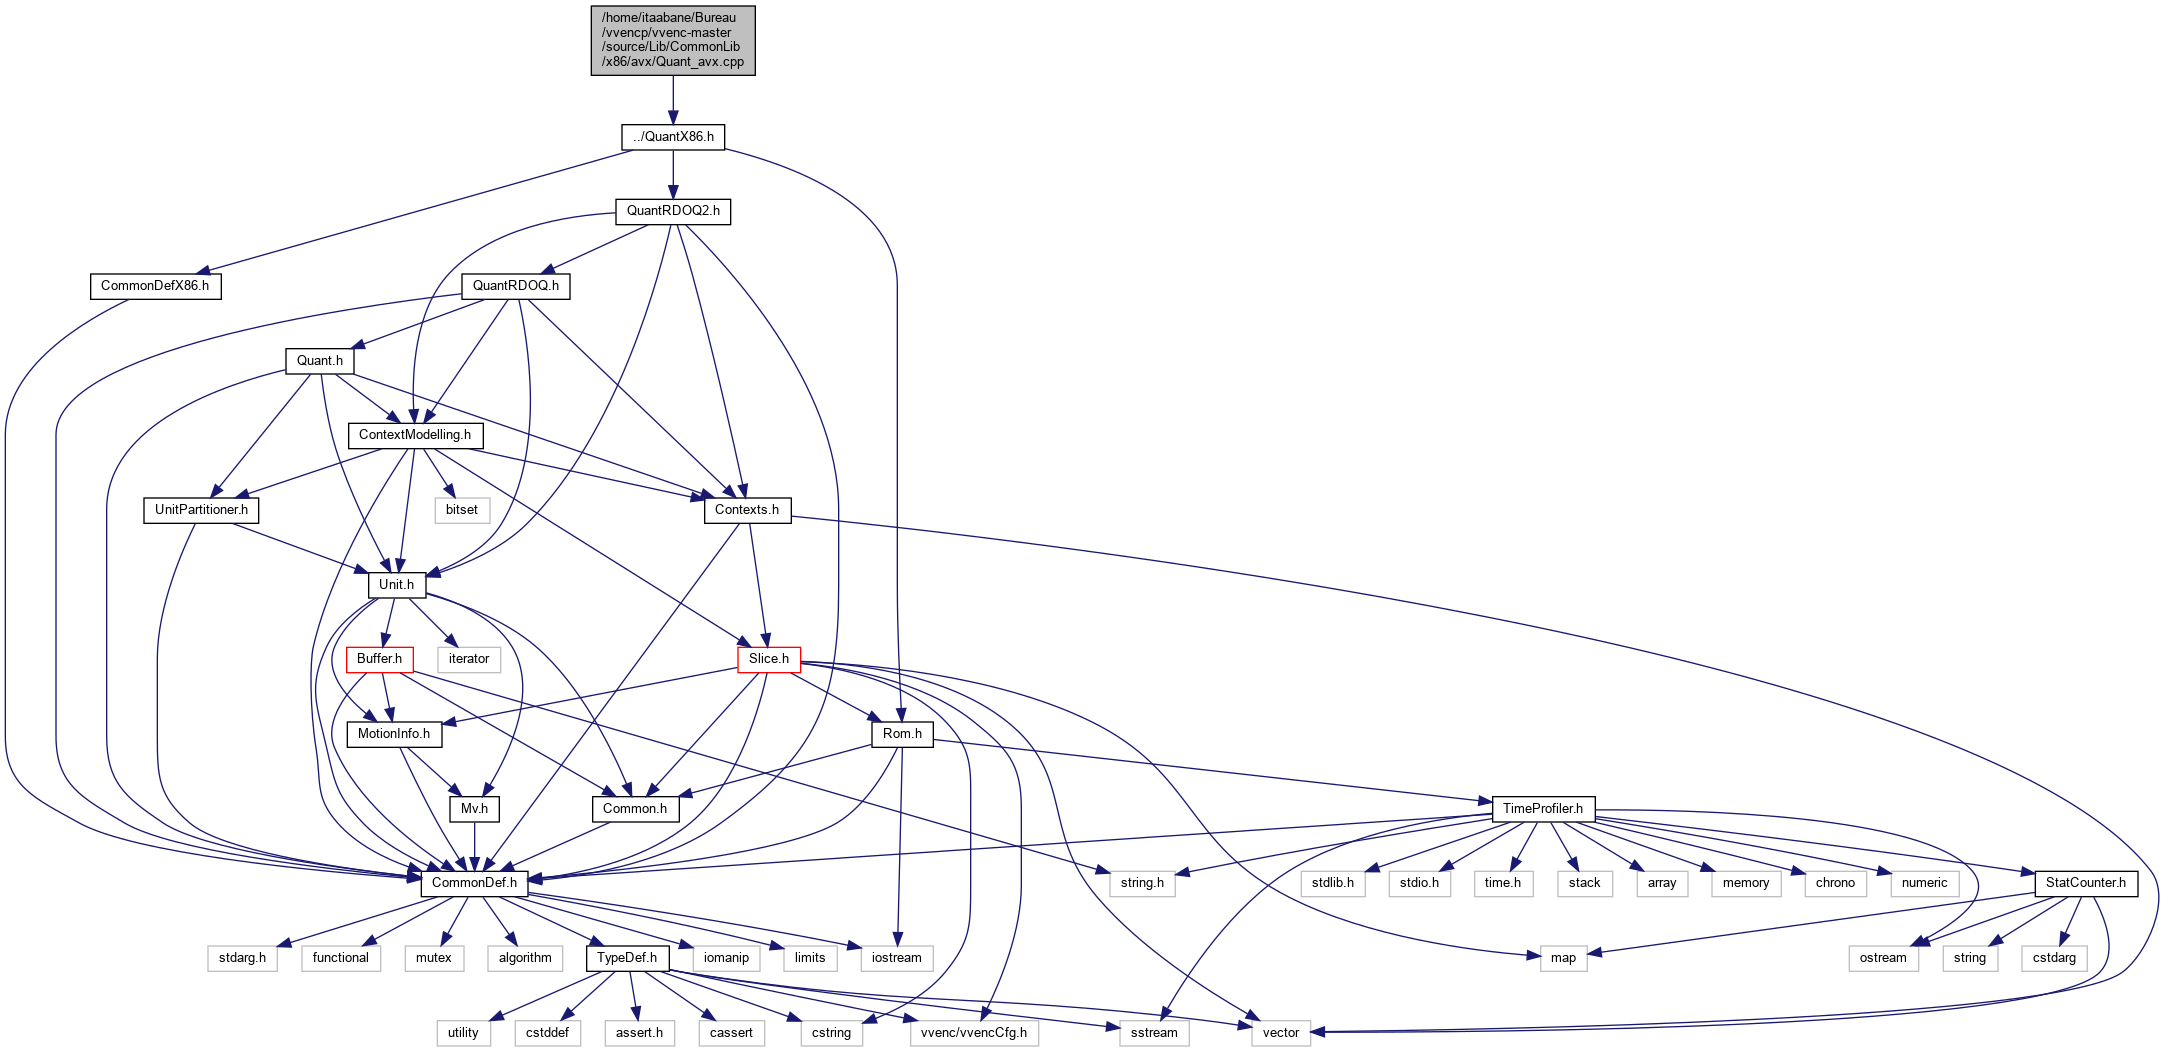 /home/itaabane/Bureau
/vvencp/vvenc-master
/source/Lib/CommonLib
/x86/avx/Quant_avx.cpp
../QuantX86.h
QuantRDOQ2.h
CommonDefX86.h
QuantRDOQ.h
Quant.h
ContextModelling.h
UnitPartitioner.h
bitset
Contexts.h
Unit.h
Buffer.h
iterator
Slice.h
MotionInfo.h
Rom.h
Mv.h
Common.h
TimeProfiler.h
CommonDef.h
string.h
stdlib.h
stdio.h
time.h
stack
array
memory
chrono
numeric
StatCounter.h
stdarg.h
functional
mutex
algorithm
TypeDef.h
iomanip
limits
iostream
map
ostream
string
cstdarg
utility
cstddef
assert.h
cassert
cstring
vvenc/vvencCfg.h
sstream
vector